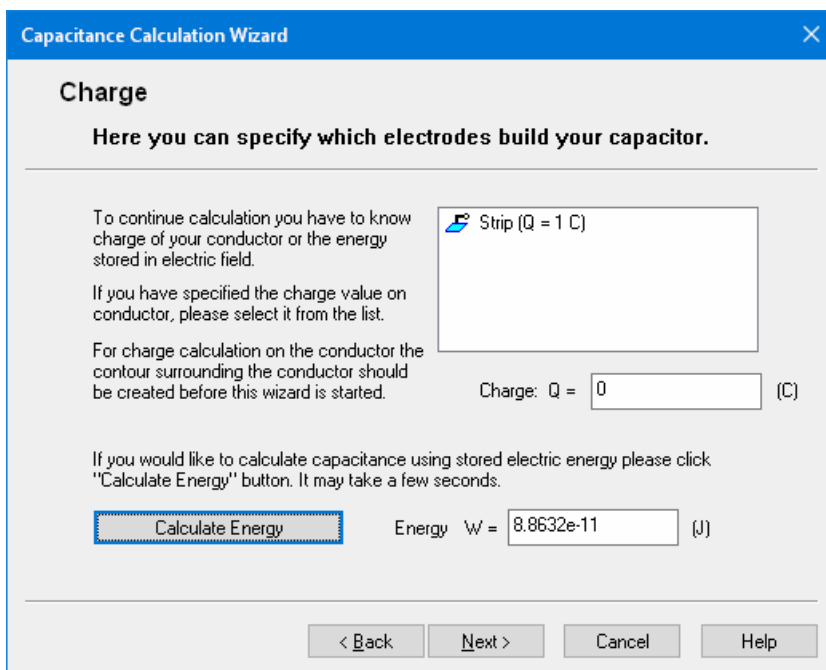 Capacitance Calculation Wizard
Charge
Here you can specify which electrodes build your capacitor.
To continue calculation you have to know
charge of your conductor or the energy
stored in electric field.
If you have specified the charge value on
conductor, please select it from the list.
For charge calculation on the conductor the
contour surrounding the conductor should
be created before this wizard is started.
Strip (Q = 1 C)
Charge: Q = 0 (C)
If you would like to calculate capacitance using stored electric energy please click
"Calculate Energy" button. It may take a few seconds.
Calculate Energy Energy W = 8.8632e-11 (J)
< Back Next > Cancel Help